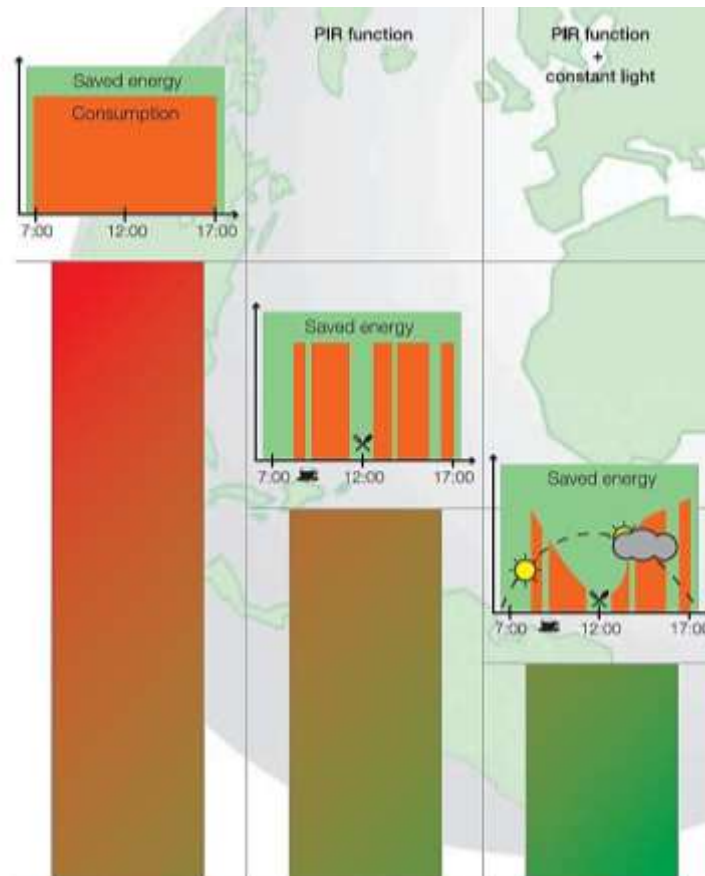 PIR function
PIR function
+
constant light
Saved energy
Consumption
7:00 12:00 17:00
Saved energy
7:00 12:00 17:00
Saved energy
7:00 12:00 17:00